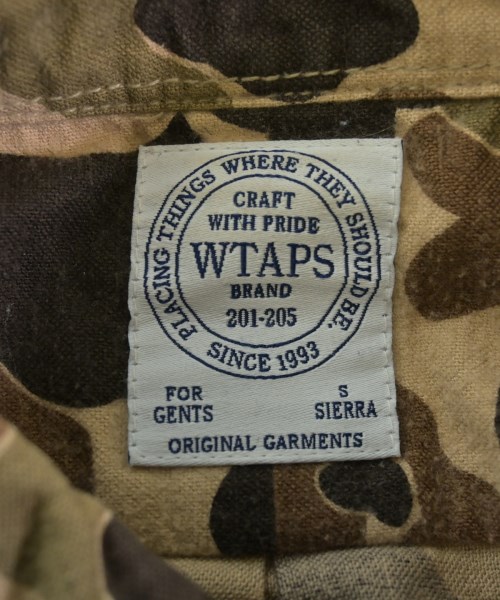 PLACING THINGS WHERE THEY SHOULD BE.
CRAFT
WITH PRIDE
WTAPS
BRAND
201-205
SINCE 1993
FOR
GENTS
S
SIERRA
ORIGINAL GARMENTS